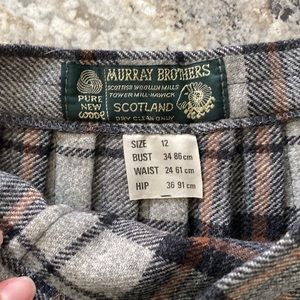 MURRAY BROTHERS
SCOTTISH WOOLLEN MILLS
TOWER MILL·HAWICK
SCOTLAND
DRY CLEAN ONLY
PURE
NEW
WOOL
SIZE 12
BUST 34 86 cm
WAIST 24 61 cm
HIP 36 91 cm